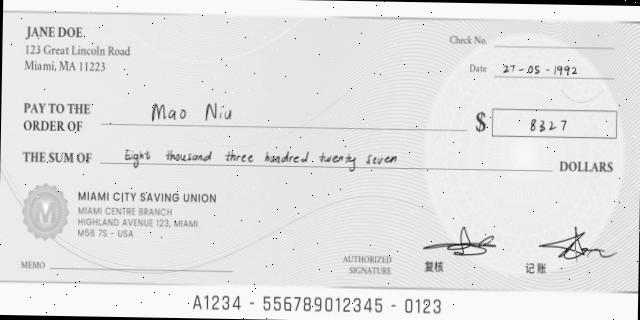 JANE DOE.
123 Great Lincoln Road
Miami, MA 11223
Check No.
Date 27-05-1992
PAY TO THE
ORDER OF Mao Niu
$ 8327
THE SUM OF Eight thousand three hundred twenty seven DOLLARS
MIAMI CITY SAVING UNION
MIAMI CENTRE BRANCH
HIGHLAND AVENUE 123, MIAMI
M56 7S - USA
M
MEMO
AUTHORIZED
SIGNATURE
复核
记账
A1234 - 556789012345 - 0123